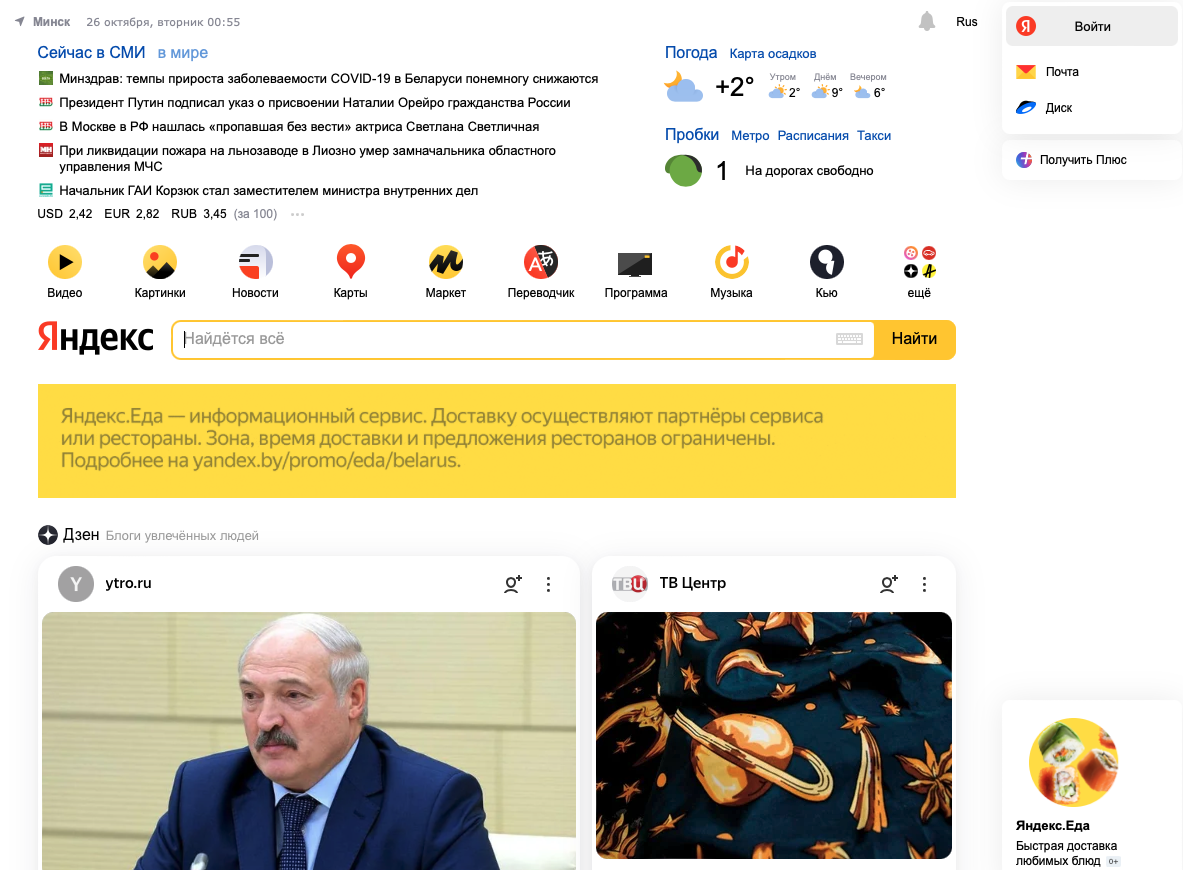 Минск 26 октября, вторник 00:55
Rus
Войти
Почта
Диск
Получить Плюс
Сейчас в СМИ в мире
Минздрав: темпы прироста заболеваемости COVID-19 в Беларуси понемногу снижаются
Президент Путин подписал указ о присвоении Наталии Орейро гражданства России
В Москве в РФ нашлась «пропавшая без вести» актриса Светлана Светличная
При ликвидации пожара на льнозаводе в Лиозно умер замначальника областного
управления МЧС
Начальник ГАИ Корзюк стал заместителем министра внутренних дел
USD 2,42 EUR 2,82 RUB 3,45 (за 100) ···
Погода Карта осадков
+2° Утром 2° Днём 9° Вечером 6°
Пробки Метро Расписания Такси
1 На дорогах свободно
Видео Картинки Новости Карты Маркет Переводчик Программа Музыка Кью ещё
Яндекс Найдётся всё Найти
Яндекс.Еда — информационный сервис. Доставку осуществляют партнёры сервиса
или рестораны. Зона, время доставки и предложения ресторанов ограничены.
Подробнее на yandex.by/promo/eda/belarus.
Дзен Блоги увлечённых людей
Y ytro.ru
ТВЦ ТВ Центр
Яндекс.Еда
Быстрая доставка
любимых блюд 0+